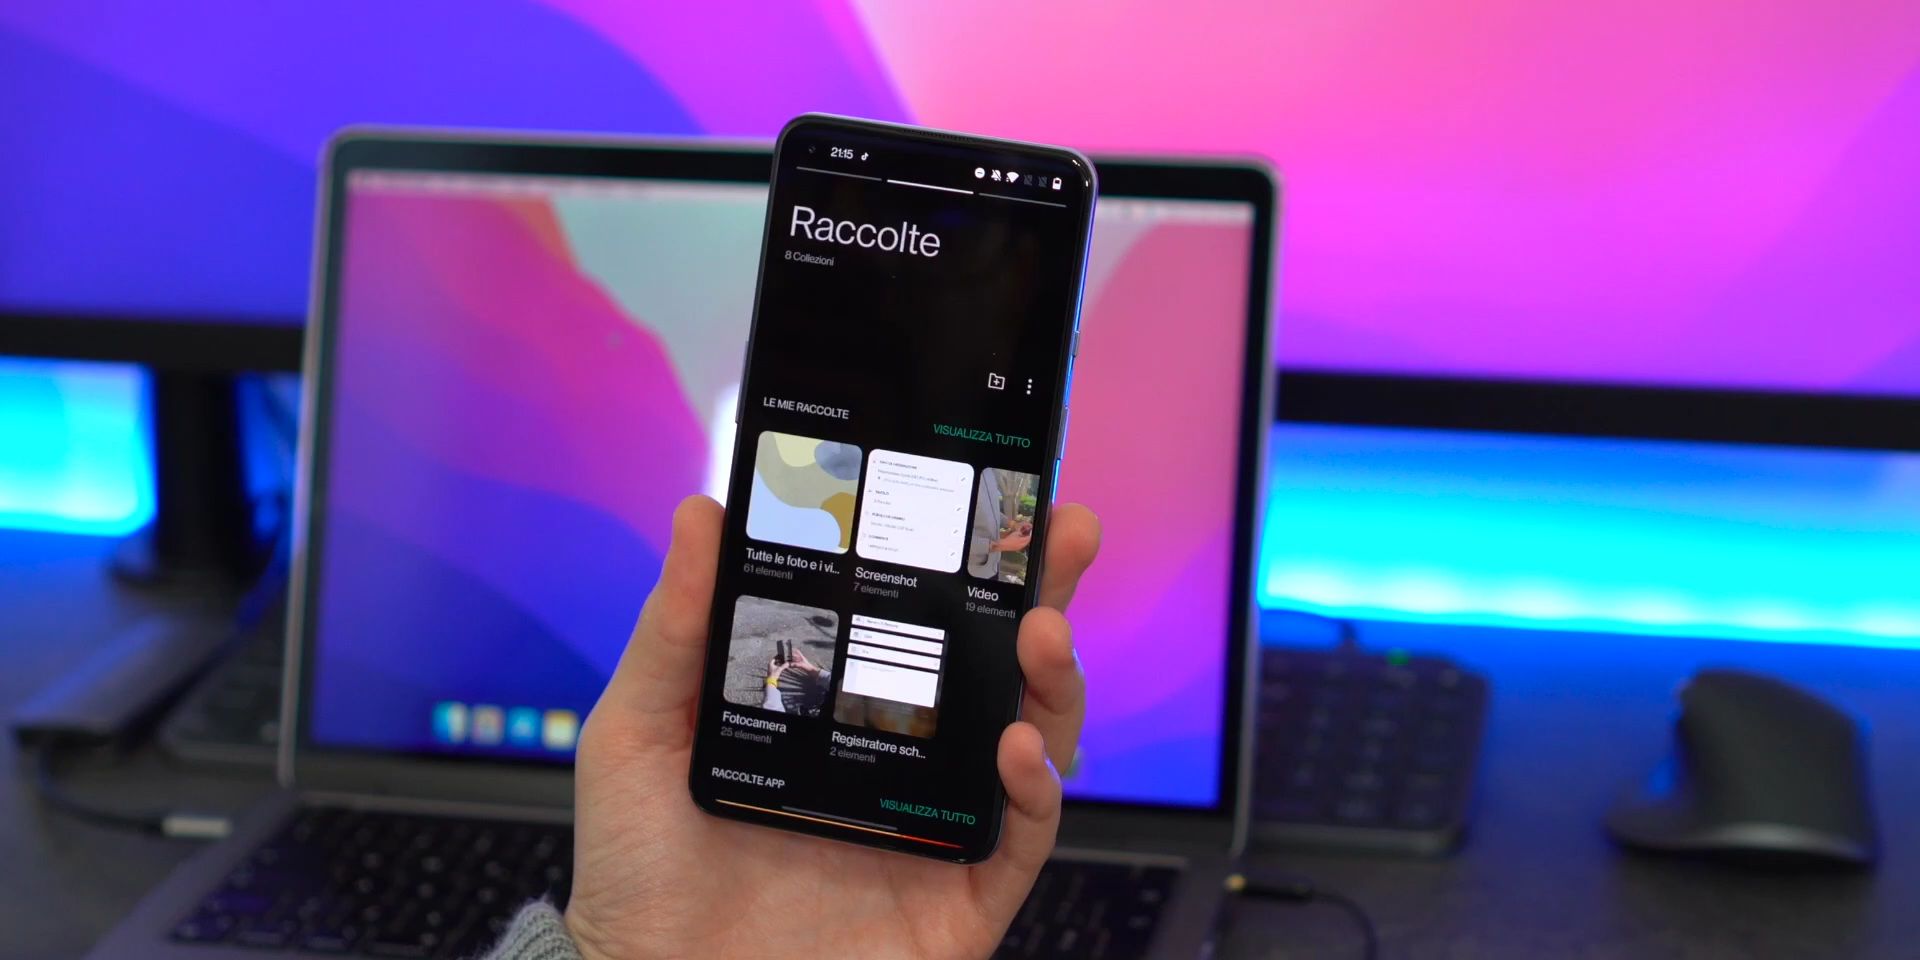 21:15
Raccolte
8 Collezioni
LE MIE RACCOLTE
VISUALIZZA TUTTO
Tutte le foto e i vi...
61 elementi
Screenshot
7 elementi
Video
19 elementi
Fotocamera
25 elementi
Registratore sch...
2 elementi
RACCOLTE APP
VISUALIZZA TUTTO